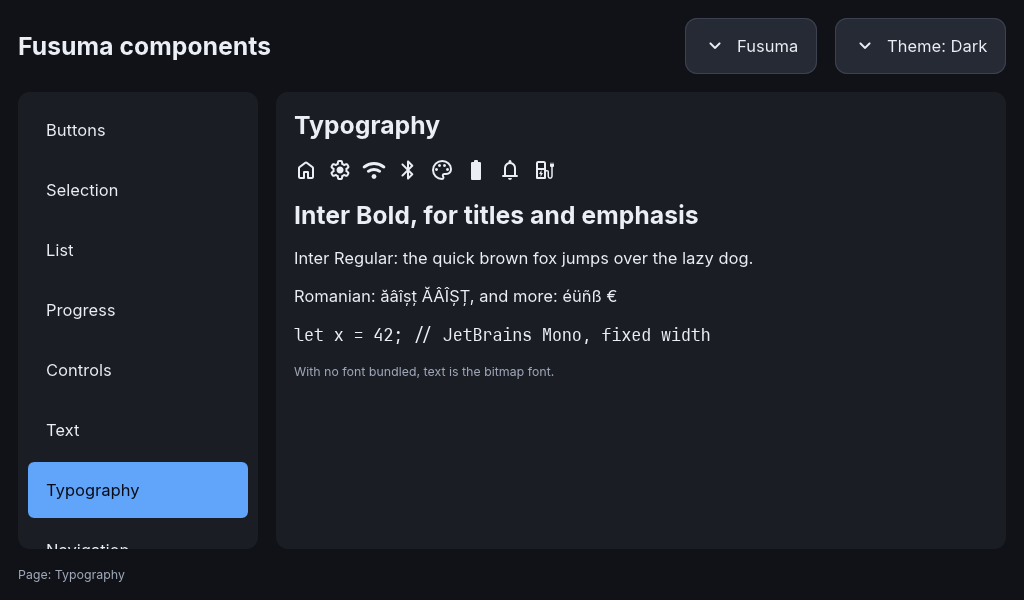 Fusuma components
Fusuma
Theme: Dark
Buttons
Selection
List
Progress
Controls
Text
Typography
Navigation
Typography
Inter Bold, for titles and emphasis
Inter Regular: the quick brown fox jumps over the lazy dog.
Romanian: ăâîșț ĂÂÎȘȚ, and more: éüñß €
let x = 42; // JetBrains Mono, fixed width
With no font bundled, text is the bitmap font.
Page: Typography